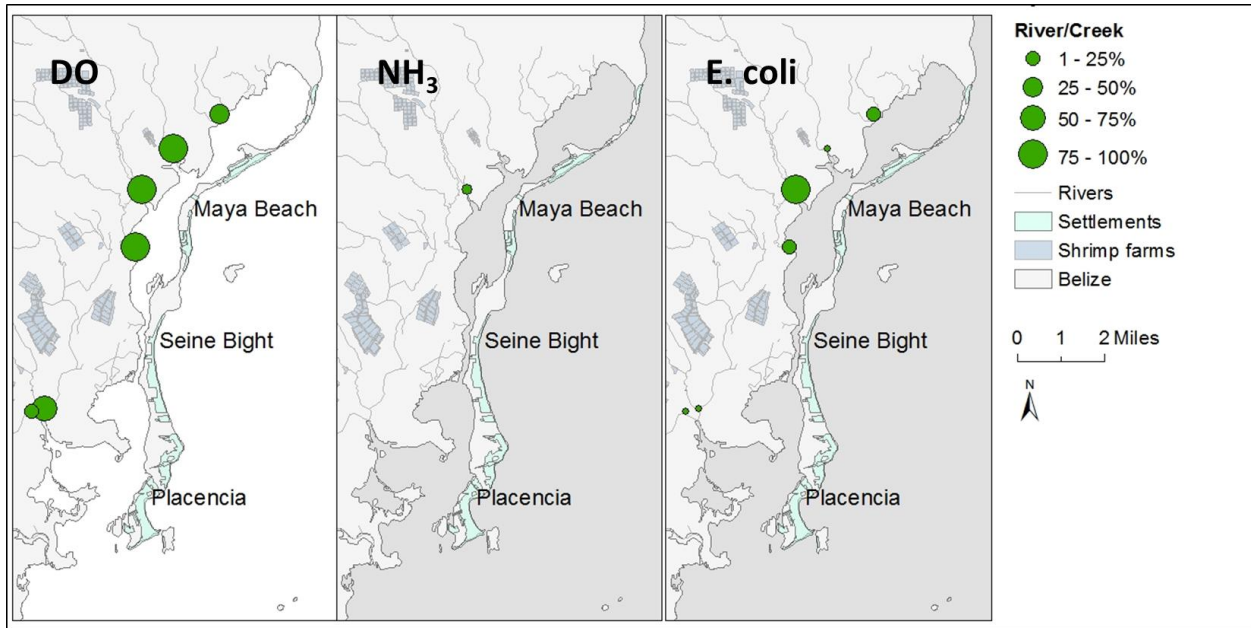 DO
Maya Beach
Seine Bight
Placencia
NH₃
Maya Beach
Seine Bight
Placencia
E. coli
Maya Beach
Seine Bight
Placencia
River/Creek
1 - 25%
25 - 50%
50 - 75%
75 - 100%
Rivers
Settlements
Shrimp farms
Belize
0 1 2 Miles
N